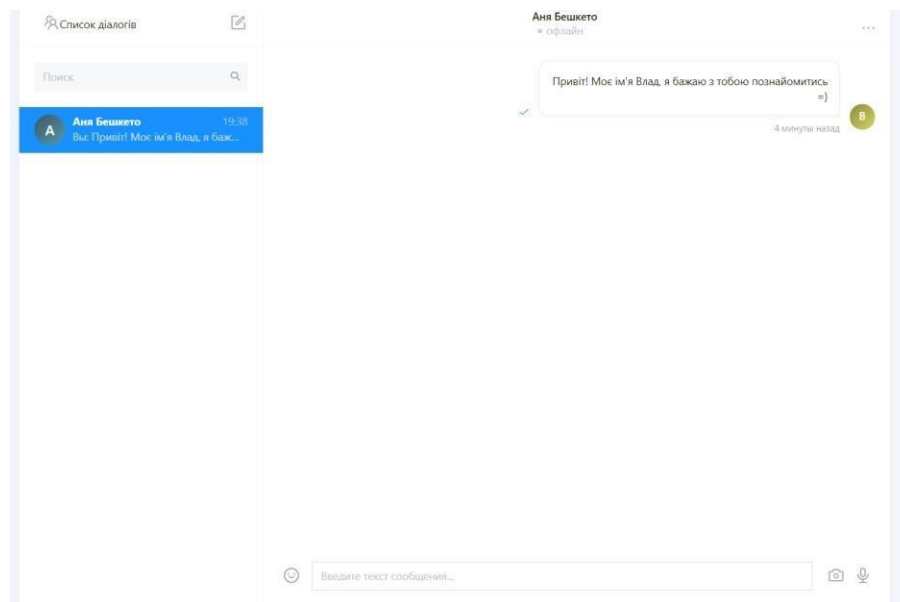 Список діалогів
Аня Бешкето
офлайн
...
Поиск
А
Аня Бешкето
19:38
Вы: Привіт! Моє ім'я Влад, я баж...
Привіт! Моє ім'я Влад, я бажаю з тобою познайомитись
=)
В
4 минуты назад
Введите текст сообщения...